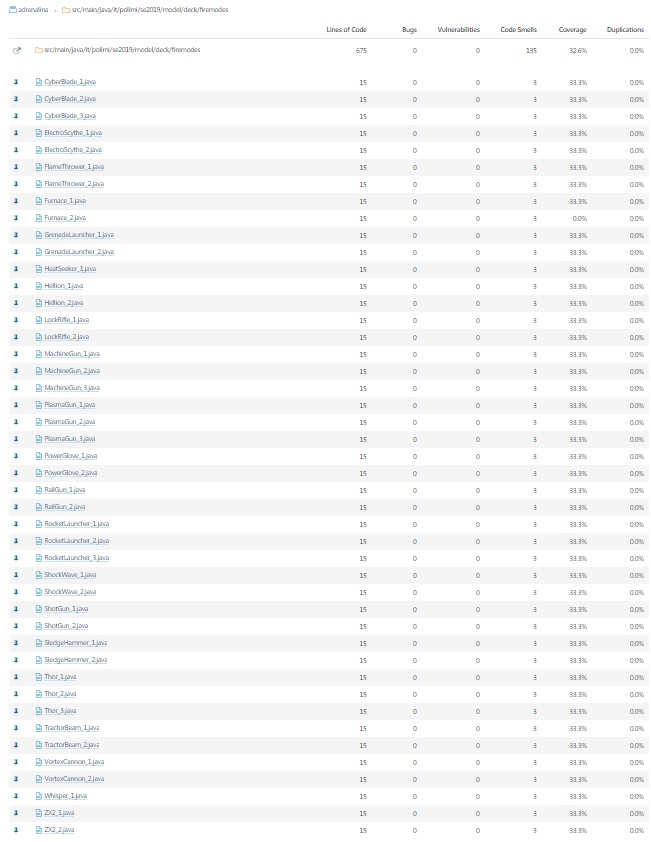 adrenalina src/main/java/it/polimi/se2019/model/deck/firemodes
Lines of Code Bugs Vulnerabilities Code Smells Coverage Duplications
src/main/java/it/polimi/se2019/model/deck/firemodes 675 0 0 135 32.6% 0.0%
CyberBlade_1.java 15 0 0 3 33.3% 0.0%
CyberBlade_2.java 15 0 0 3 33.3% 0.0%
CyberBlade_3.java 15 0 0 3 33.3% 0.0%
ElectroScythe_1.java 15 0 0 3 33.3% 0.0%
ElectroScythe_2.java 15 0 0 3 33.3% 0.0%
FlameThrower_1.java 15 0 0 3 33.3% 0.0%
FlameThrower_2.java 15 0 0 3 33.3% 0.0%
Furnace_1.java 15 0 0 3 33.3% 0.0%
Furnace_2.java 15 0 0 3 0.0% 0.0%
GrenadeLauncher_1.java 15 0 0 3 33.3% 0.0%
GrenadeLauncher_2.java 15 0 0 3 33.3% 0.0%
HeatSeeker_1.java 15 0 0 3 33.3% 0.0%
Hellion_1.java 15 0 0 3 33.3% 0.0%
Hellion_2.java 15 0 0 3 33.3% 0.0%
LockRifle_1.java 15 0 0 3 33.3% 0.0%
LockRifle_2.java 15 0 0 3 33.3% 0.0%
MachineGun_1.java 15 0 0 3 33.3% 0.0%
MachineGun_2.java 15 0 0 3 33.3% 0.0%
MachineGun_3.java 15 0 0 3 33.3% 0.0%
PlasmaGun_1.java 15 0 0 3 33.3% 0.0%
PlasmaGun_2.java 15 0 0 3 33.3% 0.0%
PlasmaGun_3.java 15 0 0 3 33.3% 0.0%
PowerGlove_1.java 15 0 0 3 33.3% 0.0%
PowerGlove_2.java 15 0 0 3 33.3% 0.0%
RailGun_1.java 15 0 0 3 33.3% 0.0%
RailGun_2.java 15 0 0 3 33.3% 0.0%
RocketLauncher_1.java 15 0 0 3 33.3% 0.0%
RocketLauncher_2.java 15 0 0 3 33.3% 0.0%
RocketLauncher_3.java 15 0 0 3 33.3% 0.0%
ShockWave_1.java 15 0 0 3 33.3% 0.0%
ShockWave_2.java 15 0 0 3 33.3% 0.0%
ShotGun_1.java 15 0 0 3 33.3% 0.0%
ShotGun_2.java 15 0 0 3 33.3% 0.0%
SledgeHammer_1.java 15 0 0 3 33.3% 0.0%
SledgeHammer_2.java 15 0 0 3 33.3% 0.0%
Thor_1.java 15 0 0 3 33.3% 0.0%
Thor_2.java 15 0 0 3 33.3% 0.0%
Thor_3.java 15 0 0 3 33.3% 0.0%
TractorBeam_1.java 15 0 0 3 33.3% 0.0%
TractorBeam_2.java 15 0 0 3 33.3% 0.0%
VortexCannon_1.java 15 0 0 3 33.3% 0.0%
VortexCannon_2.java 15 0 0 3 33.3% 0.0%
Whisper_1.java 15 0 0 3 33.3% 0.0%
ZX2_1.java 15 0 0 3 33.3% 0.0%
ZX2_2.java 15 0 0 3 33.3% 0.0%